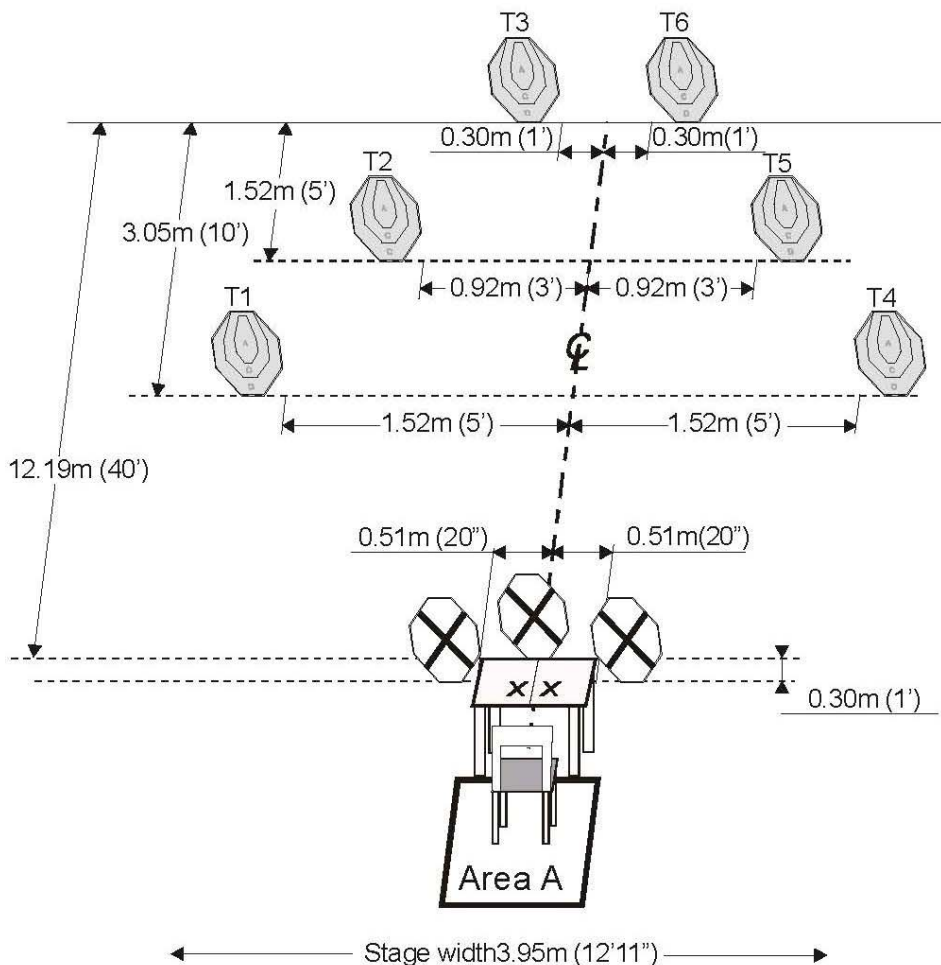 T3 T6
0.30m (1’) 0.30m(1’)
T2 T5
1.52m (5’)
3.05m (10’)
0.92m (3’) 0.92m (3’)
T1 T4
℄
1.52m (5’) 1.52m (5’)
12.19m (40’)
0.51m (20”) 0.51m(20”)
x x
0.30m (1’)
Area A
Stage width3.95m (12’11”)